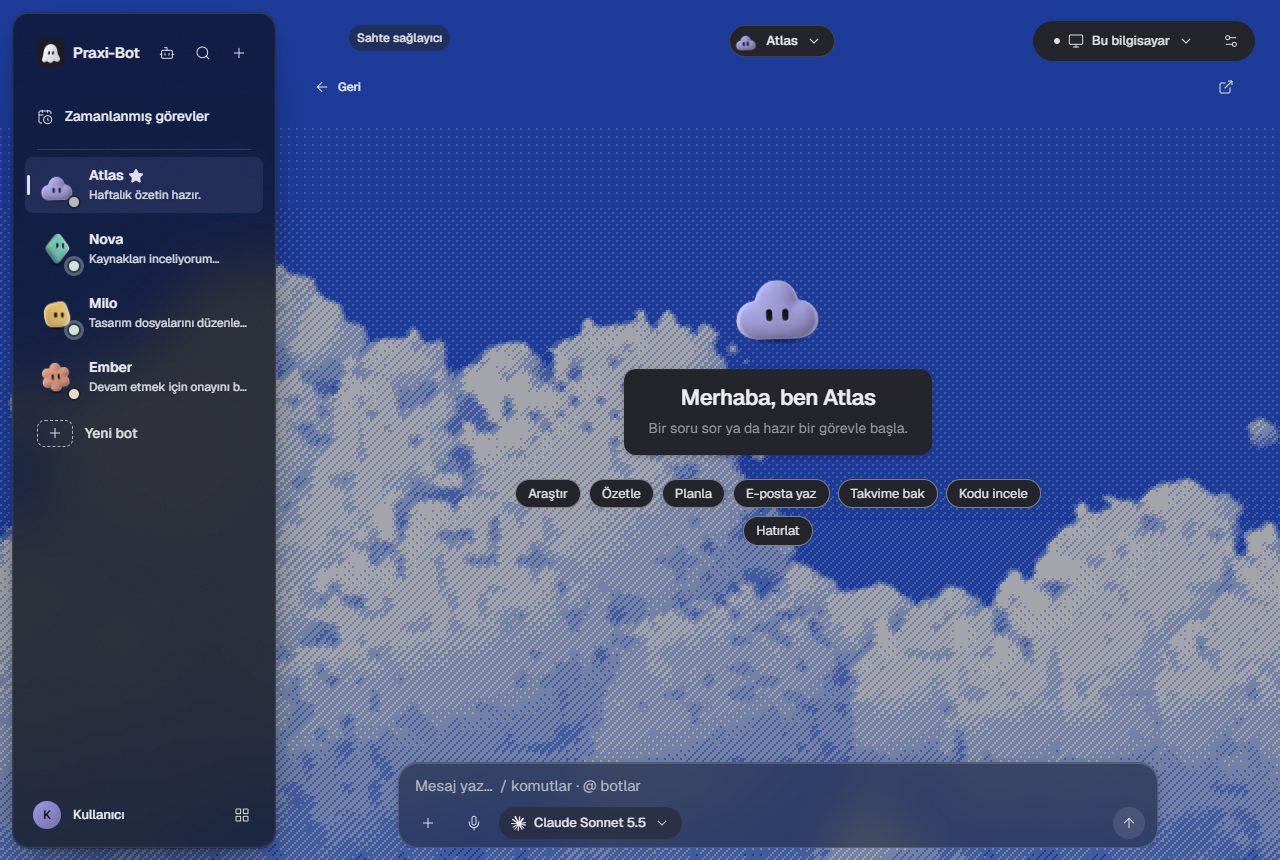 Praxi-Bot
Zamanlanmış görevler
Atlas
Haftalık özetin hazır.
Nova
Kaynakları inceliyorum…
Milo
Tasarım dosyalarını düzenle…
Ember
Devam etmek için onayını b…
Yeni bot
K Kullanıcı
Sahte sağlayıcı
Atlas
Bu bilgisayar
Geri
Merhaba, ben Atlas
Bir soru sor ya da hazır bir görevle başla.
Araştır Özetle Planla E-posta yaz Takvime bak Kodu incele
Hatırlat
Mesaj yaz… / komutlar · @ botlar
Claude Sonnet 5.5